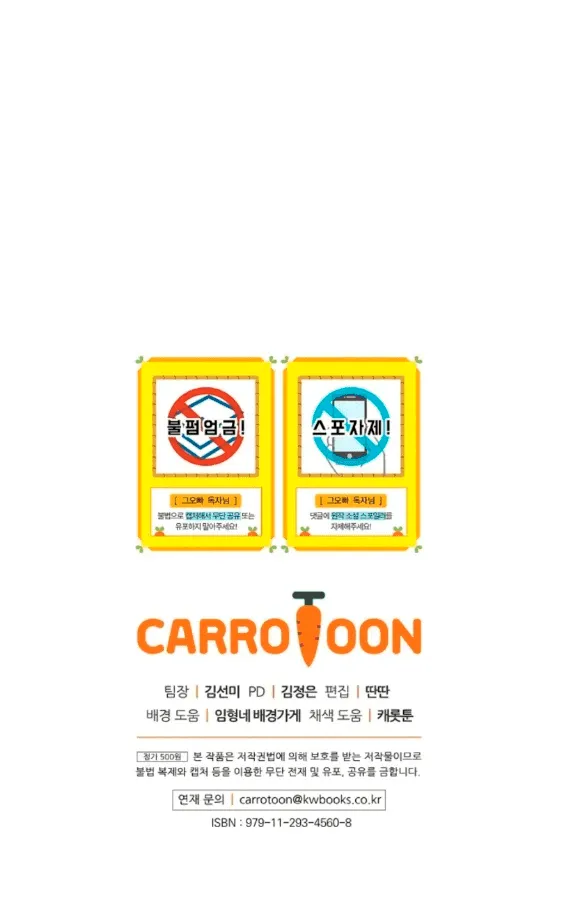 불펌엄금!
[ 그오빠 독자님 ]
불법으로 캡처해서 무단 공유 또는
유포하지 말아주세요!
스포자제!
[ 그오빠 독자님 ]
댓글에 원작 소설 스포일러를
자제해주세요!
CARROTOON
팀장 | 김선미 PD | 김정은 편집 | 딴딴
배경 도움 | 임형네 배경가게 채색 도움 | 캐롯툰
정가 500원 본 작품은 저작권법에 의해 보호를 받는 저작물이므로
불법 복제와 캡처 등을 이용한 무단 전재 및 유포, 공유를 금합니다.
연재 문의 | carrotoon@kwbooks.co.kr
ISBN : 979-11-293-4560-8